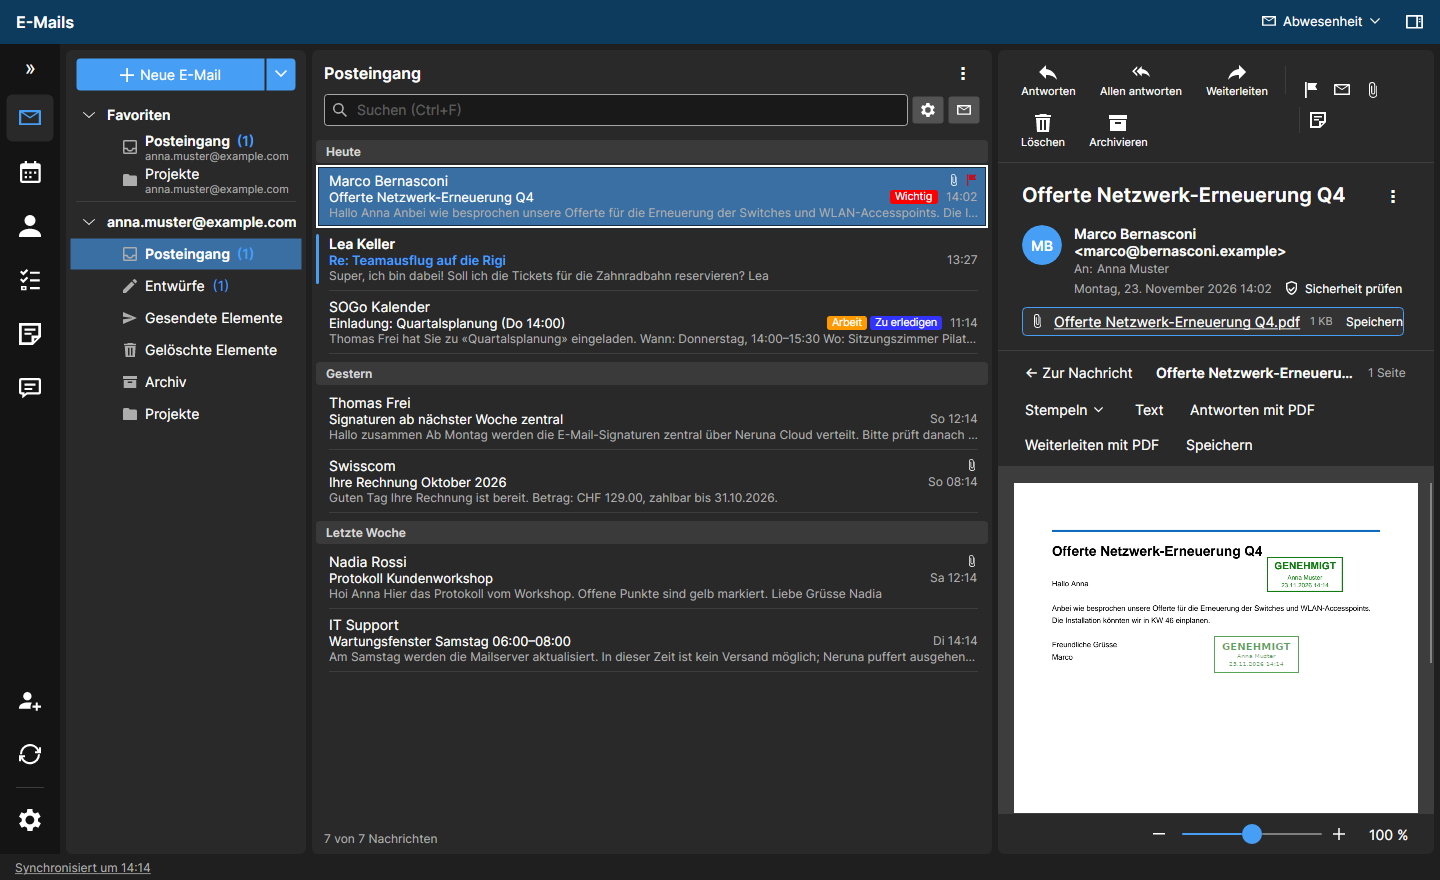 E-Mails
Abwesenheit
Neue E-Mail
Favoriten
Posteingang (1)
anna.muster@example.com
Projekte
anna.muster@example.com
anna.muster@example.com
Posteingang (1)
Entwürfe (1)
Gesendete Elemente
Gelöschte Elemente
Archiv
Projekte
Synchronisiert um 14:14
Posteingang
Suchen (Ctrl+F)
Heute
Marco Bernasconi
Offerte Netzwerk-Erneuerung Q4 Wichtig 14:02
Hallo Anna Anbei wie besprochen unsere Offerte für die Erneuerung der Switches und WLAN-Accesspoints. Die I...
Lea Keller
Re: Teamausflug auf die Rigi 13:27
Super, ich bin dabei! Soll ich die Tickets für die Zahnradbahn reservieren? Lea
SOGo Kalender
Einladung: Quartalsplanung (Do 14:00) Arbeit Zu erledigen 11:14
Thomas Frei hat Sie zu «Quartalsplanung» eingeladen. Wann: Donnerstag, 14:00–15:30 Wo: Sitzungszimmer Pilat...
Gestern
Thomas Frei
Signaturen ab nächster Woche zentral So 12:14
Hallo zusammen Ab Montag werden die E-Mail-Signaturen zentral über Neruna Cloud verteilt. Bitte prüft danach ...
Swisscom
Ihre Rechnung Oktober 2026 So 08:14
Guten Tag Ihre Rechnung ist bereit. Betrag: CHF 129.00, zahlbar bis 31.10.2026.
Letzte Woche
Nadia Rossi
Protokoll Kundenworkshop Sa 12:14
Hoi Anna Hier das Protokoll vom Workshop. Offene Punkte sind gelb markiert. Liebe Grüsse Nadia
IT Support
Wartungsfenster Samstag 06:00–08:00 Di 14:14
Am Samstag werden die Mailserver aktualisiert. In dieser Zeit ist kein Versand möglich; Neruna puffert ausgehen...
7 von 7 Nachrichten
Antworten Allen antworten Weiterleiten
Löschen Archivieren
Offerte Netzwerk-Erneuerung Q4
MB
Marco Bernasconi
<marco@bernasconi.example>
An: Anna Muster
Montag, 23. November 2026 14:02 Sicherheit prüfen
Offerte Netzwerk-Erneuerung Q4.pdf 1 KB Speichern
Zur Nachricht Offerte Netzwerk-Erneueru... 1 Seite
Stempeln Text Antworten mit PDF
Weiterleiten mit PDF Speichern
Offerte Netzwerk-Erneuerung Q4
GENEHMIGT
Anna Muster
23.11.2026 14:14
Hallo Anna
Anbei wie besprochen unsere Offerte für die Erneuerung der Switches und WLAN-Accesspoints.
Die Installation könnten wir in KW 46 einplanen.
Freundliche Grüsse
Marco
GENEHMIGT
Anna Muster
23.11.2026 14:14
100 %